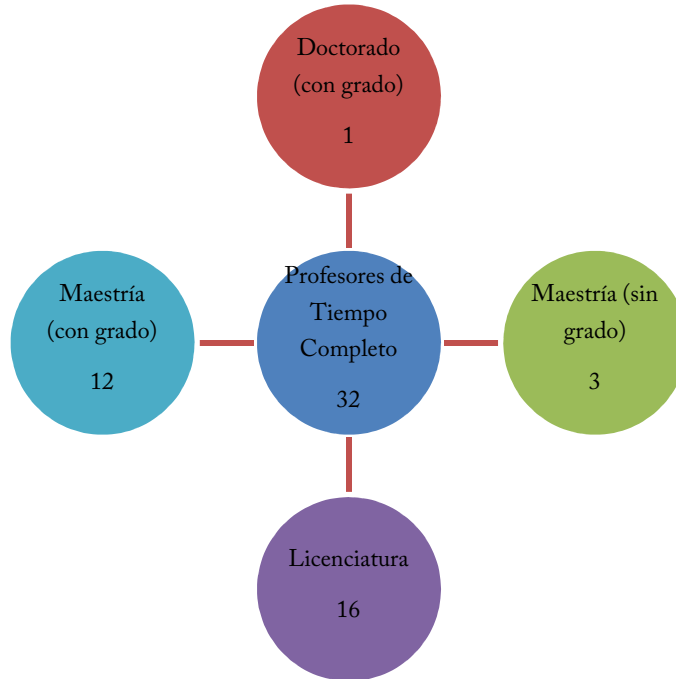 Doctorado
(con grado)
1
Maestría
(con grado)
12
Profesores de
Tiempo
Completo
32
Maestría (sin
grado)
3
Licenciatura
16